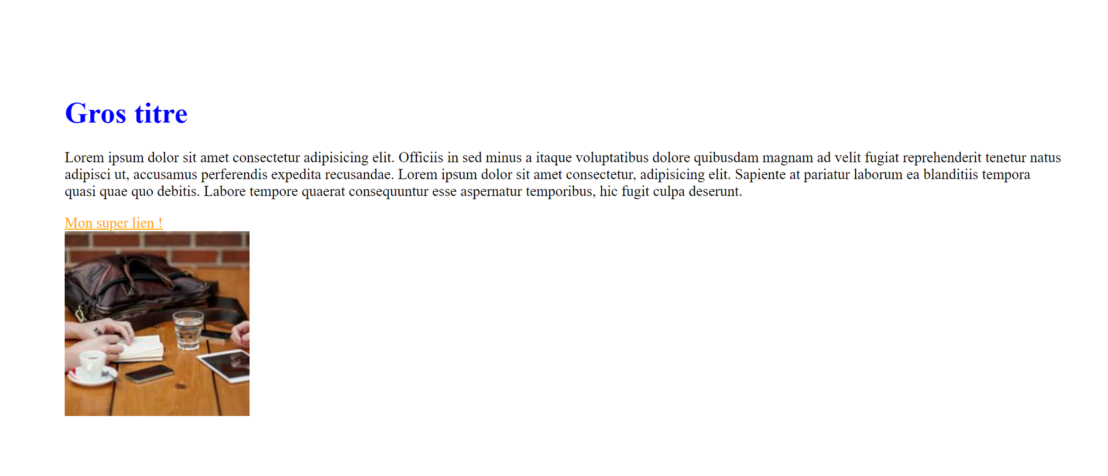 Gros titre
Lorem ipsum dolor sit amet consectetur adipisicing elit. Officiis in sed minus a itaque voluptatibus dolore quibusdam magnam ad velit fugiat reprehenderit tenetur natus
adipisci ut, accusamus perferendis expedita recusandae. Lorem ipsum dolor sit amet consectetur, adipisicing elit. Sapiente at pariatur laborum ea blanditiis tempora
quasi quae quo debitis. Labore tempore quaerat consequuntur esse aspernatur temporibus, hic fugit culpa deserunt.
Mon super lien !